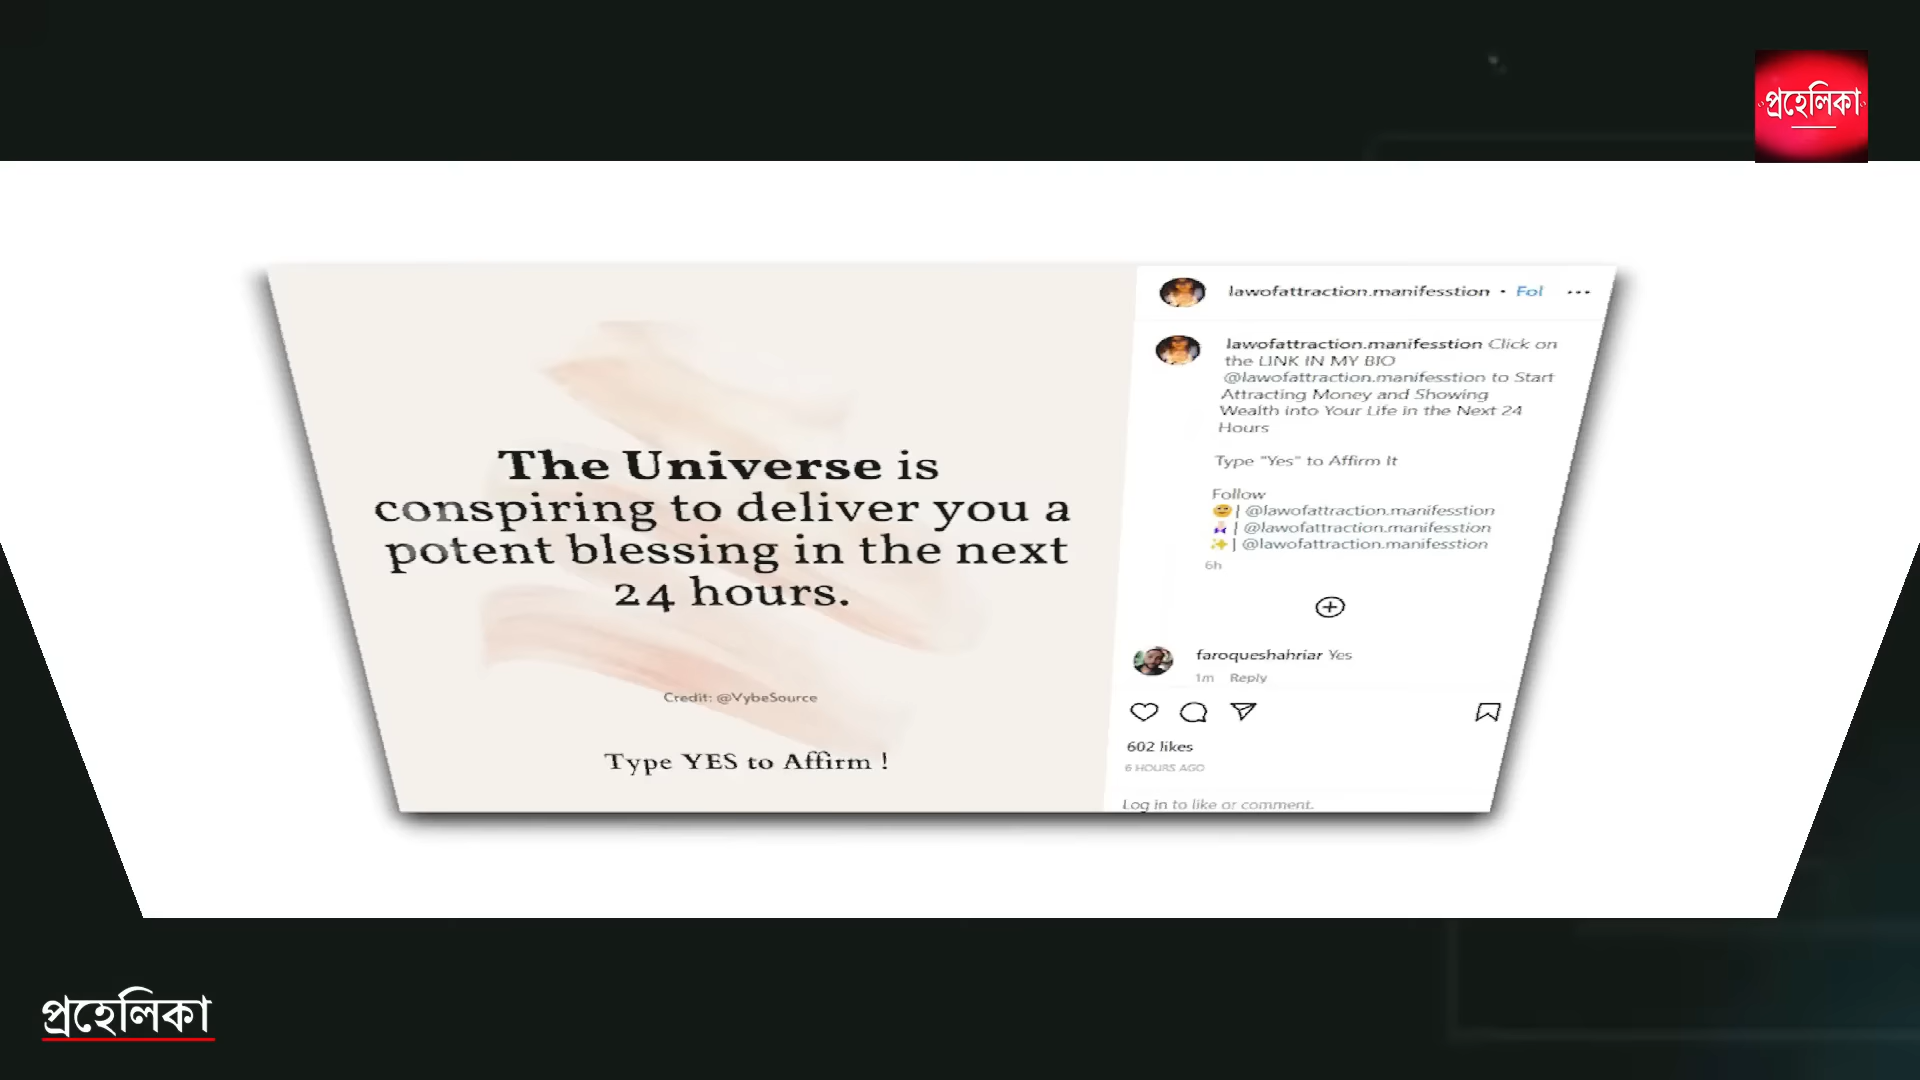 প্রহেলিকা
The Universe is
conspiring to deliver you a
potent blessing in the next
24 hours.
Credit: @VybeSource
Type YES to Affirm !
lawofattraction.manifesstion • Fol
lawofattraction.manifesstion Click on
the LINK IN MY BIO
@lawofattraction.manifesstion to Start
Attracting Money and Showing
Wealth into Your Life in the Next 24
Hours
Type "Yes" to Affirm It
Follow
| @lawofattraction.manifesstion
| @lawofattraction.manifesstion
| @lawofattraction.manifesstion
6h
faroqueshahriar Yes
1m Reply
602 likes
6 HOURS AGO
Log in to like or comment.
প্রহেলিকা